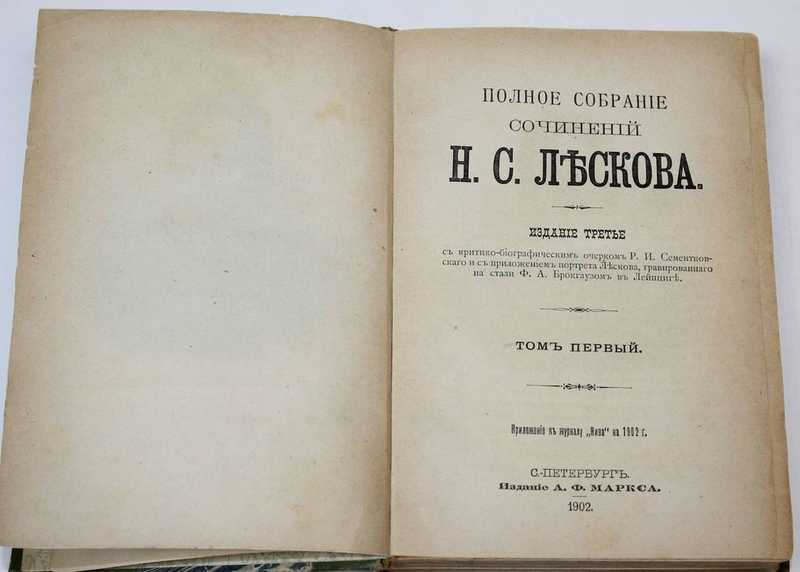 ПОЛНОЕ СОБРАНІЕ
СОЧИНЕНІЙ
Н. С. ЛѢСКОВА.
ИЗДАНІЕ ТРЕТЬЕ
съ критико-біографическимъ очеркомъ Р. И. Сементков-
скаго и съ приложеніемъ портрета Лѣскова, гравированнаго
на стали Ф. А. Брокгаузомъ въ Лейпцигѣ.
ТОМЪ ПЕРВЫЙ.
Приложеніе къ журналу „Нива“ на 1902 г.
С.-ПЕТЕРБУРГЪ.
Изданіе А. Ф. МАРКСА.
1902.